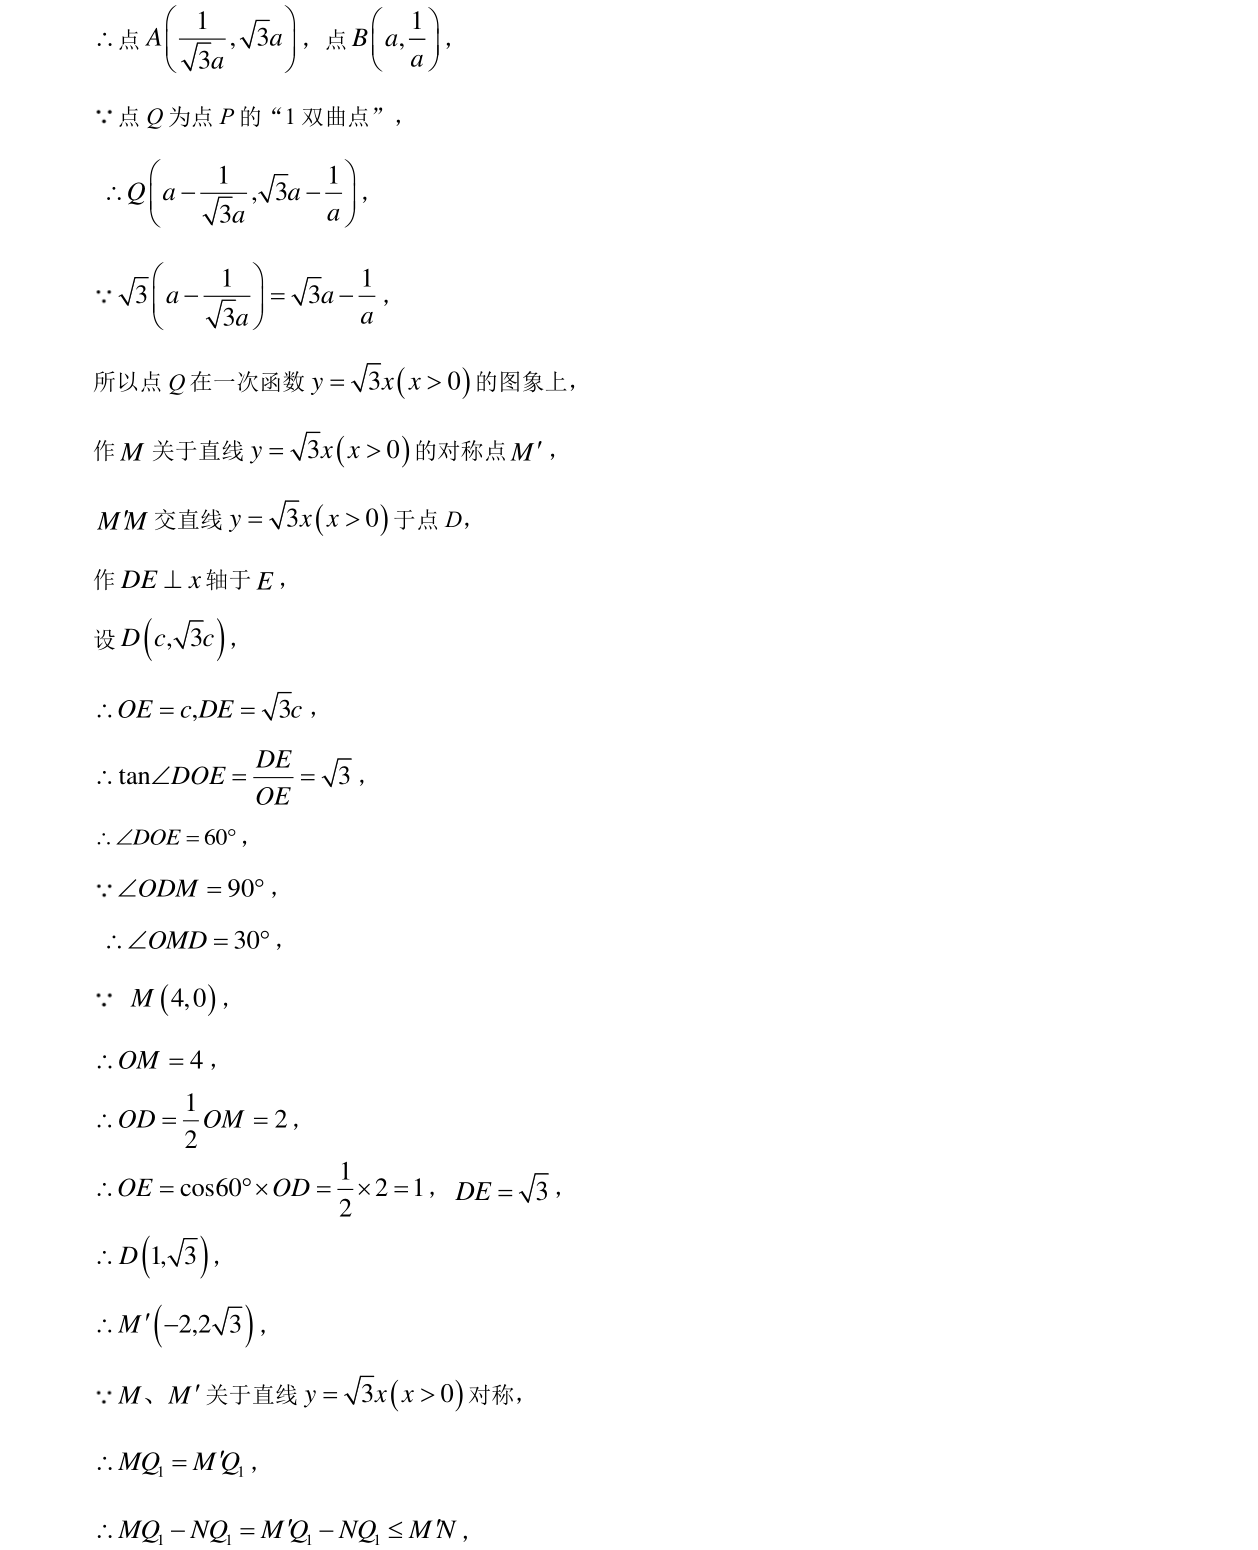 ∴点A(1/(√3a),√3a)，点B(a,1/a)，
∵点Q为点P的“1双曲点”，
∴Q(a−1/(√3a),√3a−1/a)，
∵√3(a−1/(√3a))=√3a−1/a，
所以点Q在一次函数y=√3x(x>0)的图象上，
作M关于直线y=√3x(x>0)的对称点M′，
M′M交直线y=√3x(x>0)于点D，
作DE⊥x轴于E，
设D(c,√3c)，
∴OE=c,DE=√3c，
∴tan∠DOE=DE/OE=√3，
∴∠DOE=60°，
∵∠ODM=90°，
∴∠OMD=30°，
∵ M(4,0)，
∴OM=4，
∴OD=1/2OM=2，
∴OE=cos60°×OD=1/2×2=1，DE=√3，
∴D(1,√3)，
∴M′(−2,2√3)，
∵M、M′关于直线y=√3x(x>0)对称，
∴MQ₁=M′Q₁，
∴MQ₁−NQ₁=M′Q₁−NQ₁≤M′N，